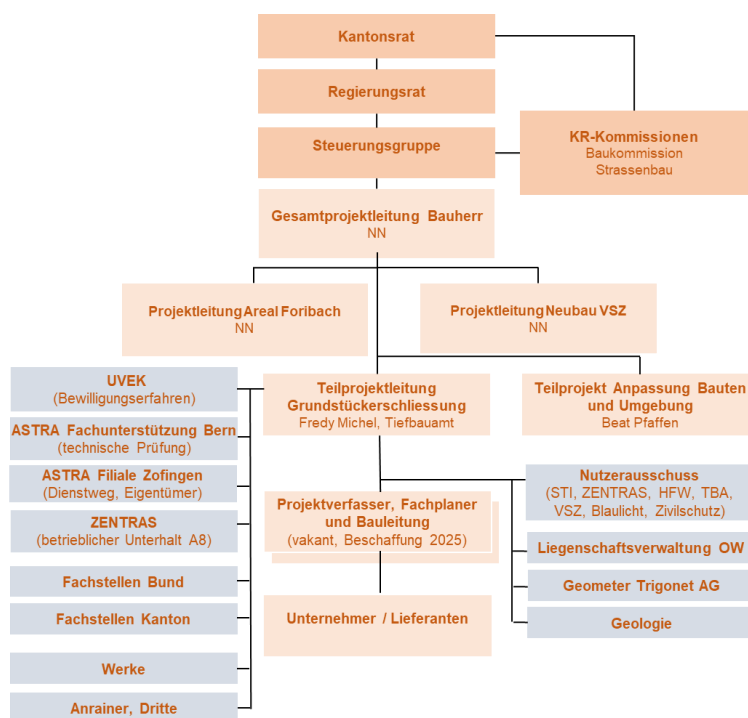 Kantonsrat
Regierungsrat
Steuerungsgruppe
KR-Kommissionen
Baukommission
Strassenbau
Gesamtprojektleitung Bauherr
NN
Projektleitung Areal Foribach
NN
Projektleitung Neubau VSZ
NN
UVEK
(Bewilligungserfahren)
ASTRA Fachunterstützung Bern
(technische Prüfung)
ASTRA Filiale Zofingen
(Dienstweg, Eigentümer)
ZENTRAS
(betrieblicher Unterhalt A8)
Fachstellen Bund
Fachstellen Kanton
Werke
Anrainer, Dritte
Teilprojektleitung
Grundstückerschliessung
Fredy Michel, Tiefbauamt
Projektverfasser, Fachplaner
und Bauleitung
(vakant, Beschaffung 2025)
Unternehmer / Lieferanten
Teilprojekt Anpassung Bauten
und Umgebung
Beat Pfaffen
Nutzerausschuss
(STI, ZENTRAS, HFW, TBA,
VSZ, Blaulicht, Zivilschutz)
Liegenschaftsverwaltung OW
Geometer Trigonet AG
Geologie